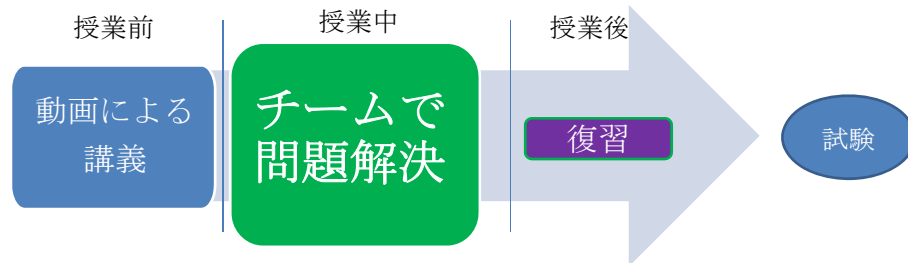 授業前
授業中
授業後
動画による
講義
チームで
問題解決
復習
試験